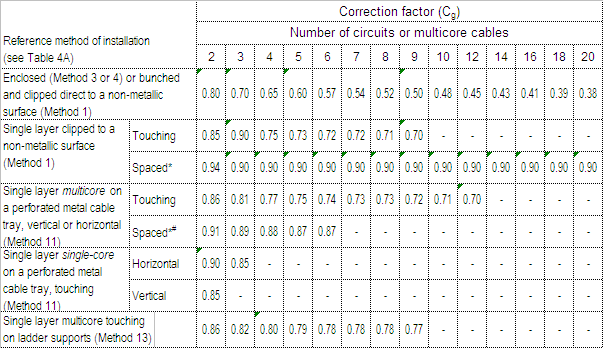 Correction factor (Cg)
Number of circuits or multicore cables
Reference method of installation
(see Table 4A)
2 3 4 5 6 7 8 9 10 12 14 16 18 20
Enclosed (Method 3 or 4) or bunched
and clipped direct to a non-metallic
surface (Method 1)
0.80 0.70 0.65 0.60 0.57 0.54 0.52 0.50 0.48 0.45 0.43 0.41 0.39 0.38
Single layer clipped to a
non-metallic surface
(Method 1)
Touching 0.85 0.90 0.75 0.73 0.72 0.72 0.71 0.70 - - - - - -
Spaced* 0.94 0.90 0.90 0.90 0.90 0.90 0.90 0.90 0.90 0.90 0.90 0.90 0.90 0.90
Single layer multicore on
a perforated metal cable
tray, vertical or horizontal
(Method 11)
Touching 0.86 0.81 0.77 0.75 0.74 0.73 0.73 0.72 0.71 0.70 - - - -
Spaced*# 0.91 0.89 0.88 0.87 0.87 - - - - - - - - -
Single layer single-core
on a perforated metal
cable tray, touching
(Method 11)
Horizontal 0.90 0.85 - - - - - - - - - - - -
Vertical 0.85 - - - - - - - - - - - - -
Single layer multicore touching
on ladder supports (Method 13)
0.86 0.82 0.80 0.79 0.78 0.78 0.78 0.77 - - - - - -